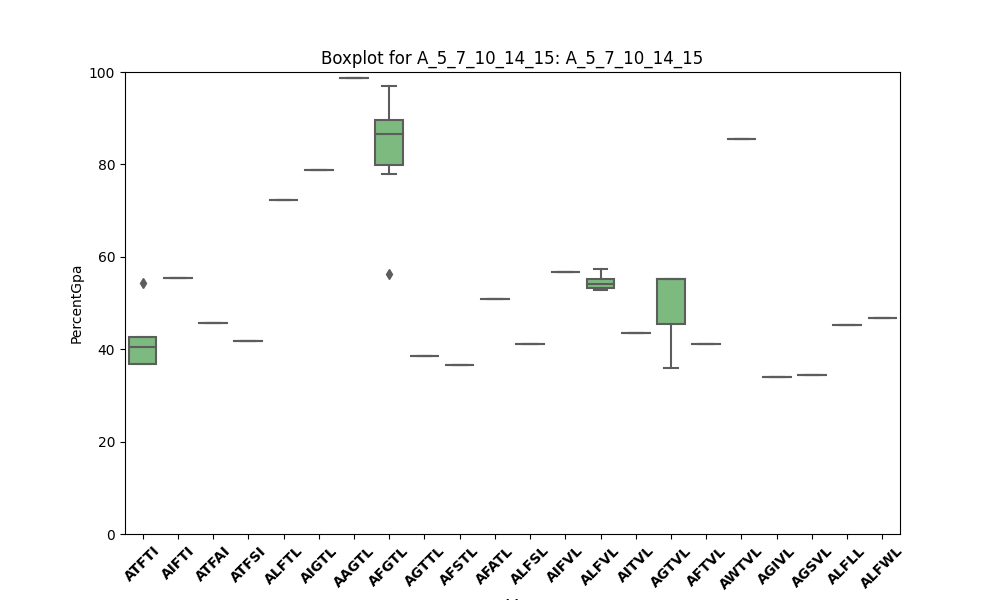 Boxplot for A_5_7_10_14_15: A_5_7_10_14_15
PercentGpa
100
80
60
40
20
0
ATFTI
AIFTI
ATFAI
ATFSI
ALFTL
AIGTL
AAGTL
AFGTL
AGTTL
AFSTL
AFATL
ALFSL
AIFVL
ALFVL
AITVL
AGTVL
AFTVL
AWTVL
AGIVL
AGSVL
ALFLL
ALFWL